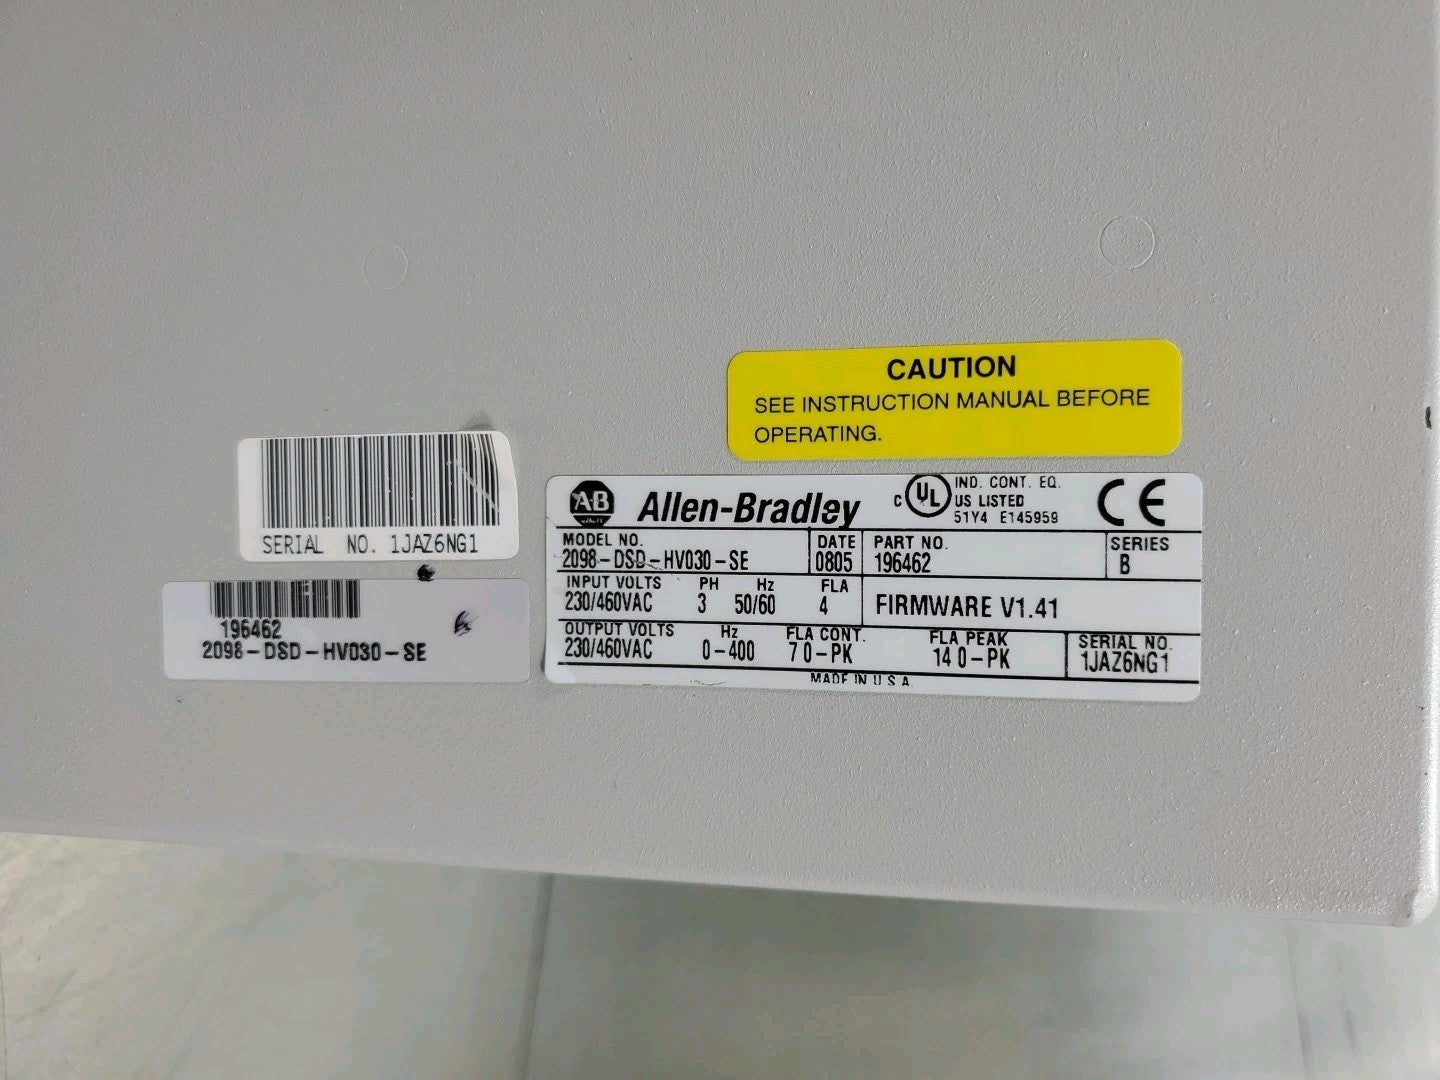 CAUTION
SEE INSTRUCTION MANUAL BEFORE
OPERATING.
SERIAL NO. 1JAZ6NG1
196462
2098-DSD-HV030-SE
A-B Allen-Bradley
C UL
IND. CONT. EQ.
US LISTED
51Y4 E145959
CE
MODEL NO. DATE PART NO. SERIES
2098-DSD-HV030-SE 0805 196462 B
INPUT VOLTS PH Hz FLA
230/460VAC 3 50/60 4 FIRMWARE V1.41
OUTPUT VOLTS Hz FLA CONT. FLA PEAK SERIAL NO.
230/460VAC 0-400 7 0-PK 14 0-PK 1JAZ6NG1
MADE IN U.S.A.